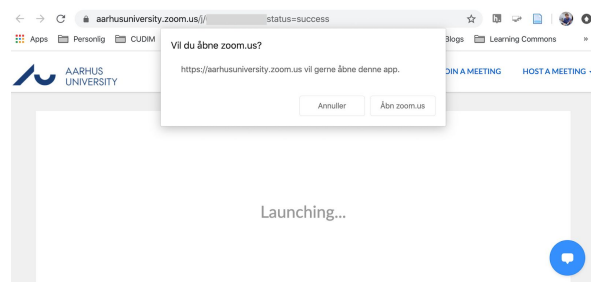 aarhusuniversity.zoom.us/j/ status=success
Apps Personlig CUDIM Blogs Learning Commons »
Vil du åbne zoom.us?
https://aarhusuniversity.zoom.us vil gerne åbne denne app.
Annuller Åbn zoom.us
AARHUS
UNIVERSITY
OIN A MEETING HOST A MEETING
Launching...